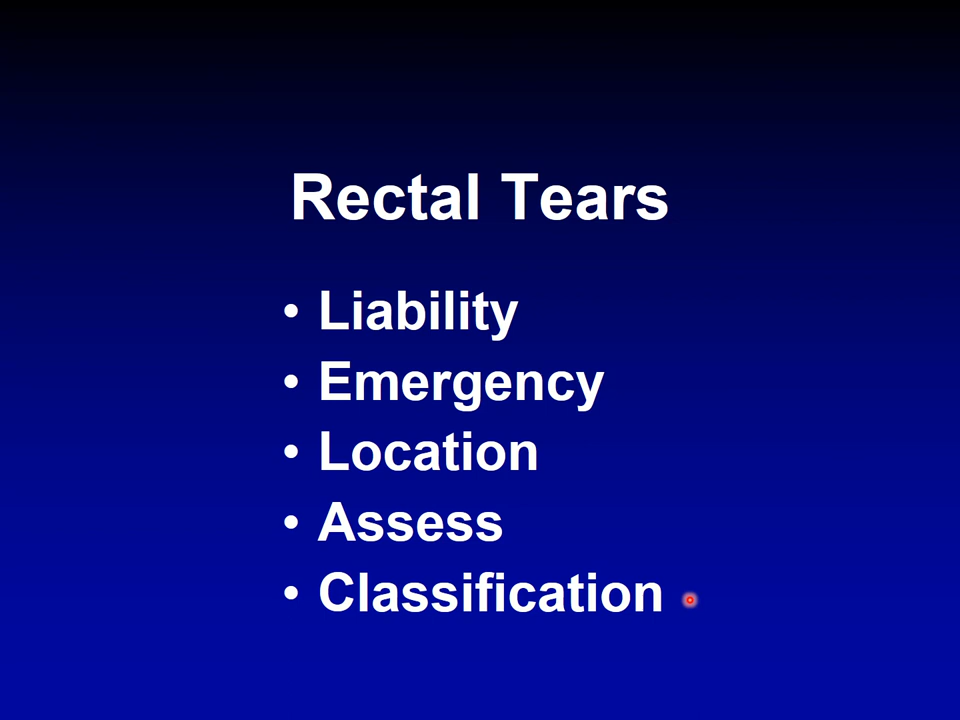 Rectal Tears
• Liability
• Emergency
• Location
• Assess
• Classification